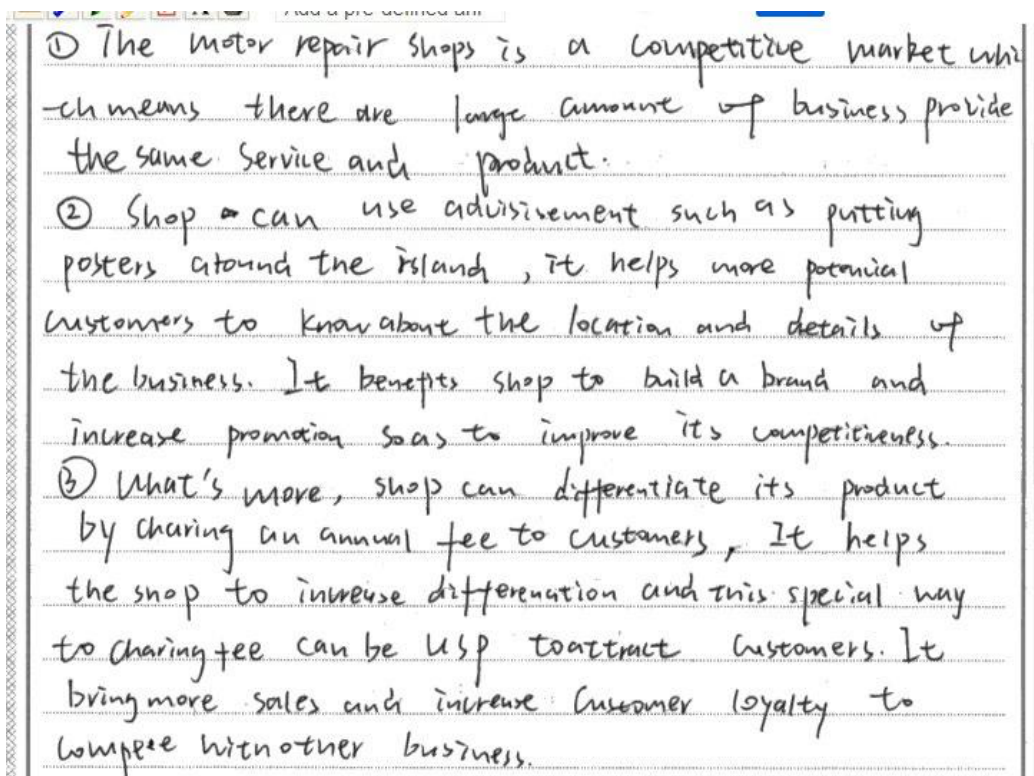 ① The motor repair shops is a competitive market whi
-ch means there are large amount of business provide
the same service and product.
② Shop can use advisisement such as putting
posters around the island, it helps more potencial
customers to know about the location and details of
the business. It benefits shop to build a brand and
increase promotion so as to improve its competitiveness.
③ What's more, shop can differentiate its product
by charing an annual fee to customers, It helps
the shop to increase differenation and this special way
to charing fee can be USP to attract customers. It
bring more sales and increase customer loyalty to
compete with other business.